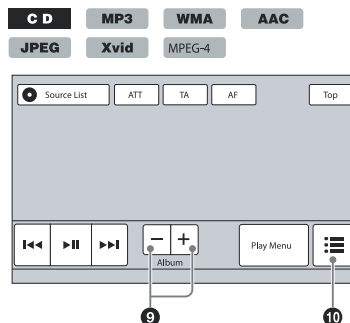 CD MP3 WMA AAC
JPEG Xvid MPEG-4
Source List ATT TA AF Top
Album
Play Menu
9 10